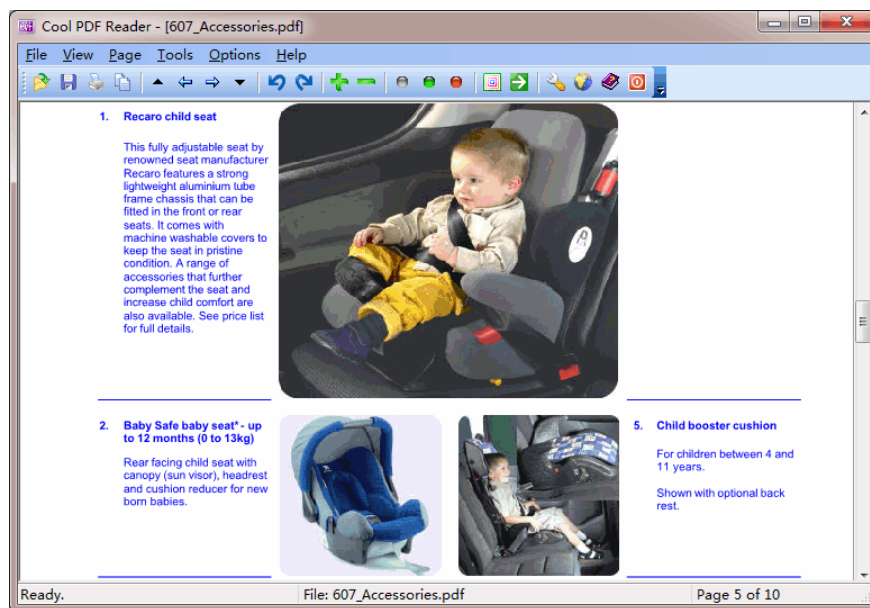 Cool PDF Reader - [607_Accessories.pdf]
File View Page Tools Options Help
1. Recaro child seat
This fully adjustable seat by
renowned seat manufacturer
Recaro features a strong
lightweight aluminium tube
frame chassis that can be
fitted in the front or rear
seats. It comes with
machine washable covers to
keep the seat in pristine
condition. A range of
accessories that further
complement the seat and
increase child comfort are
also available. See price list
for full details.
2. Baby Safe baby seat* - up
to 12 months (0 to 13kg)
Rear facing child seat with
canopy (sun visor), headrest
and cushion reducer for new
born babies.
5. Child booster cushion
For children between 4 and
11 years.
Shown with optional back
rest.
Ready. File: 607_Accessories.pdf Page 5 of 10